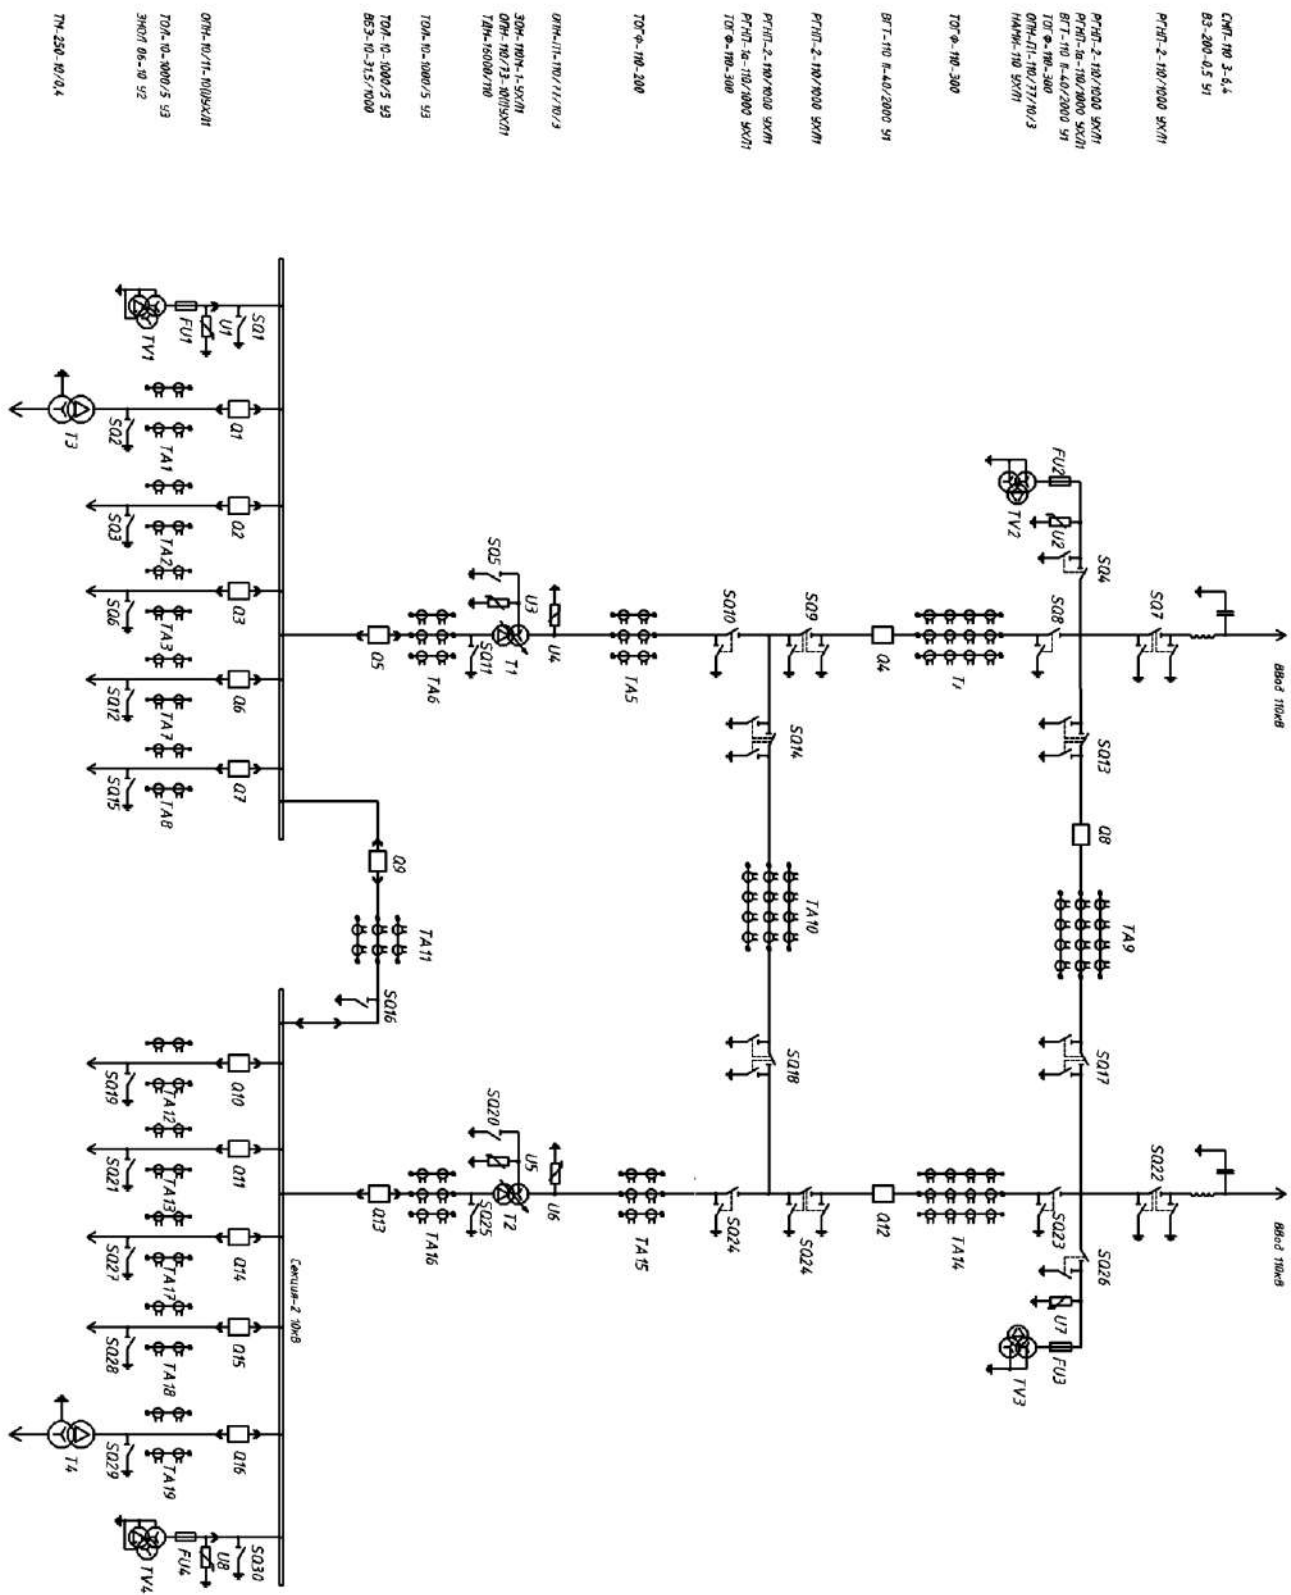 СМП-110 3-6,4
ВЗ-200-0,5 У1
РГНП-2-110/1000 УХЛ1
РГНП-2-110/1000 УХЛ1
РГНП-1а-110/1000 УХЛ1
ВГТ-110 II-40/2000 У1
ТОГФ-110-300
ОПН-П1-110/77/10/3
НАМИ-110 УХЛ1
ТОГФ-110-300
ВГТ-110 II-40/2000 У1
РГНП-2-110/1000 УХЛ1
РГНП-2-110/1000 УХЛ1
РГНП-1а-110/1000 УХЛ1
ТОГФ-110-300
ТОГФ-110-200
ОПН-П1-110/77/10/3
ЗОН-110М-1-УХЛ1
ОПН-110/73-10УХЛ1
ТДН-16000/110
ТОЛ-10-1000/5 У3
ТОЛ-10-1000/5 У3
ВБЭ-10-31,5/1000
ТОЛ-10-1000/5 У3
ЗНОЛ 06-10 У2
ТМ-250-10/0,4
Ввод 110кВ
Ввод 110кВ
SQ7
SQ22
FU2
TV2
U2
SQ4
SQ8
SQ13
Q8
TA9
SQ17
SQ23
SQ26
U7
FU3
TV3
TA14
Q4
Q12
SQ9
SQ24
SQ10
SQ14
TA10
SQ18
SQ24
TA5
TA15
U4
U6
SQ5
U3
T1
SQ11
SQ20
U5
T2
SQ25
TA6
TA16
Q5
Q9
TA11
SQ16
Q13
Секция-2 10кВ
SQ1
U1
FU1
TV1
Q1
Q2
Q3
Q6
Q7
Q10
Q11
Q14
Q15
Q16
SQ30
U8
FU4
TV4
TA1
TA2
TA3
TA7
TA8
TA12
TA13
TA17
TA18
TA19
SQ2
SQ3
SQ6
SQ12
SQ15
SQ19
SQ21
SQ27
SQ28
SQ29
T3
T4